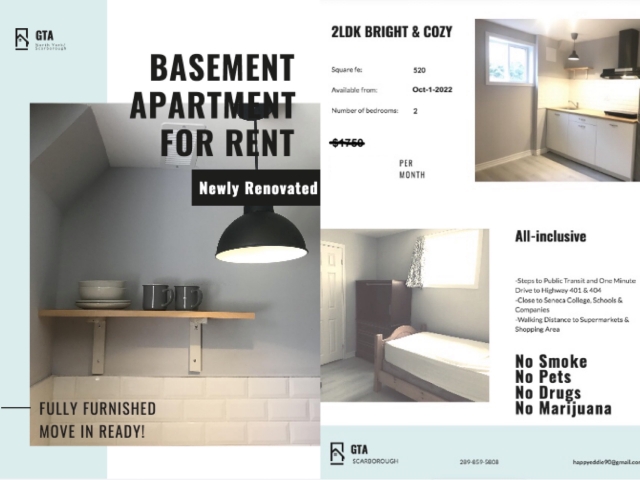 GTA
North York/
Scarborough
BASEMENT
APARTMENT
FOR RENT
Newly Renovated
FULLY FURNISHED
MOVE IN READY!
2LDK BRIGHT & COZY
Square fe: 520
Available from: Oct-1-2022
Number of bedrooms: 2
$1750
PER
MONTH
All-inclusive
-Steps to Public Transit and One Minute
Drive to Highway 401 & 404
-Close to Seneca College, Schools &
Companies
-Walking Distance to Supermarkets &
Shopping Area
No Smoke
No Pets
No Drugs
No Marijuana
GTA
SCARBOROUGH
289-859-5808
happyeddie90@gmail.com